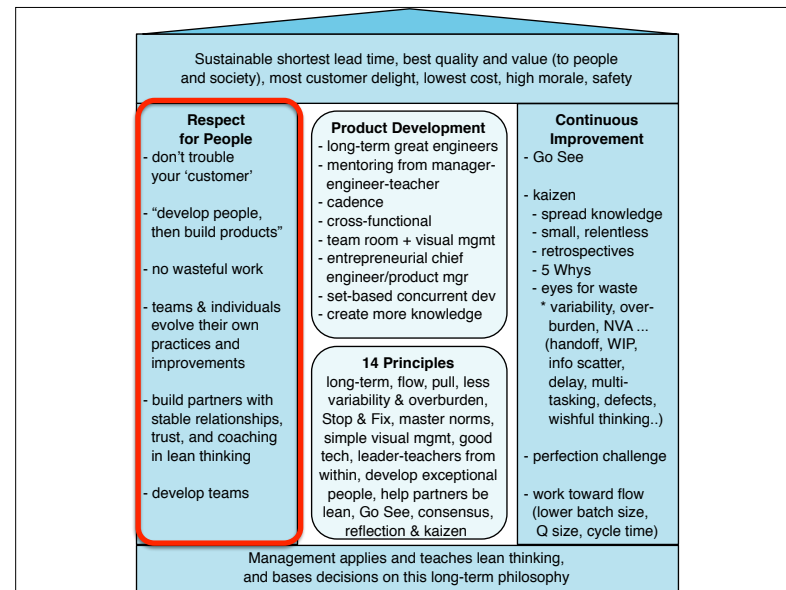 Sustainable shortest lead time, best quality and value (to people
and society), most customer delight, lowest cost, high morale, safety
Respect
for People
- don’t trouble
your ‘customer’
- “develop people,
then build products”
- no wasteful work
- teams & individuals
evolve their own
practices and
improvements
- build partners with
stable relationships,
trust, and coaching
in lean thinking
- develop teams
Product Development
- long-term great engineers
- mentoring from manager-
engineer-teacher
- cadence
- cross-functional
- team room + visual mgmt
- entrepreneurial chief
engineer/product mgr
- set-based concurrent dev
- create more knowledge
14 Principles
long-term, flow, pull, less
variability & overburden,
Stop & Fix, master norms,
simple visual mgmt, good
tech, leader-teachers from
within, develop exceptional
people, help partners be
lean, Go See, consensus,
reflection & kaizen
Continuous
Improvement
- Go See
- kaizen
- spread knowledge
- small, relentless
- retrospectives
- 5 Whys
- eyes for waste
* variability, over-
burden, NVA ...
(handoff, WIP,
info scatter,
delay, multi-
tasking, defects,
wishful thinking..)
- perfection challenge
- work toward flow
(lower batch size,
Q size, cycle time)
Management applies and teaches lean thinking,
and bases decisions on this long-term philosophy